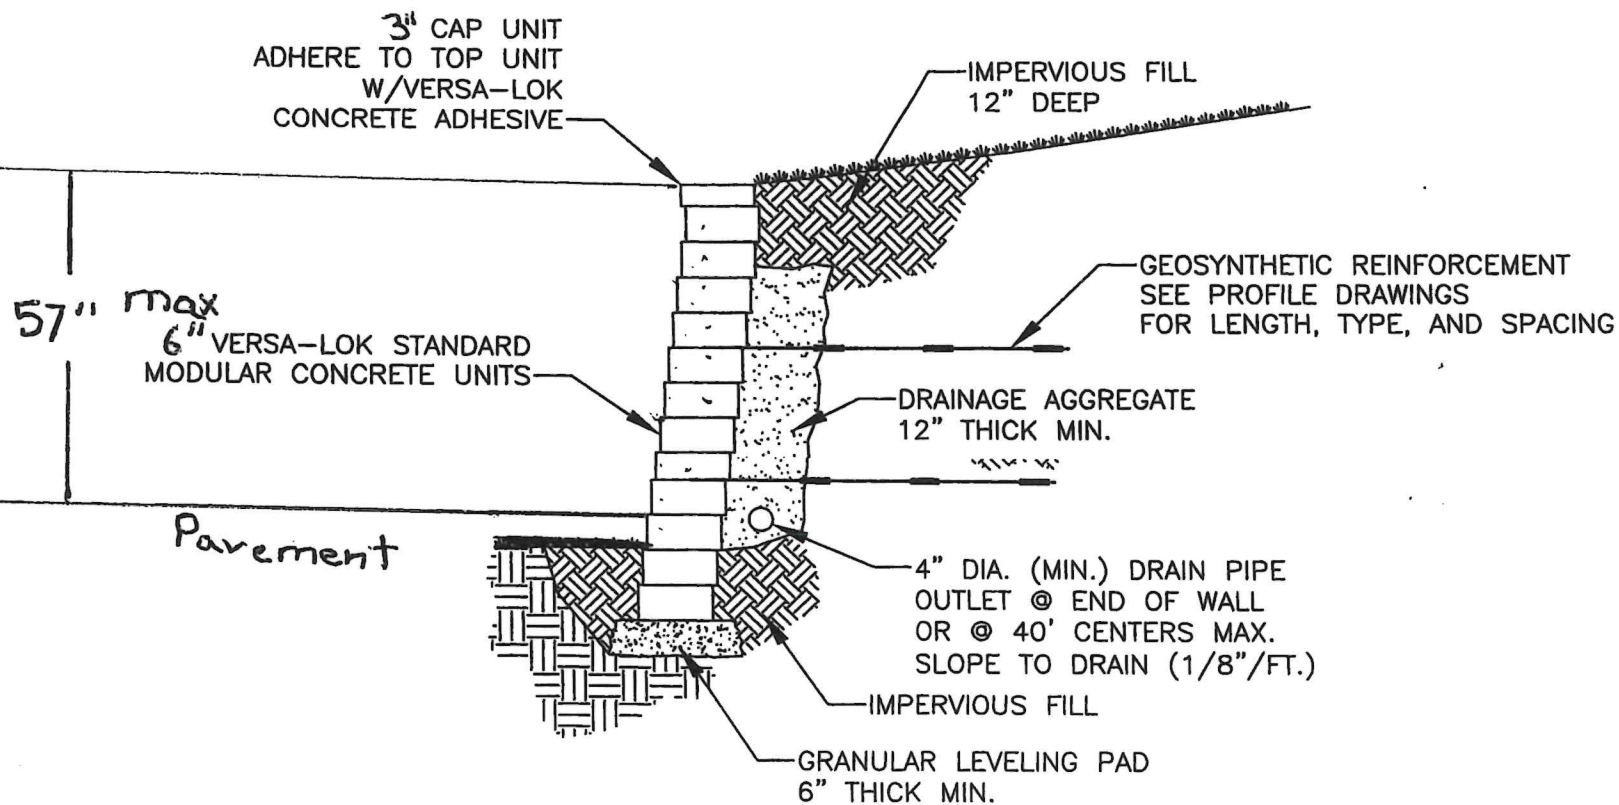 3" CAP UNIT
ADHERE TO TOP UNIT
W/VERSA-LOK
CONCRETE ADHESIVE
IMPERVIOUS FILL
12" DEEP
57" max
6" VERSA-LOK STANDARD
MODULAR CONCRETE UNITS
GEOSYNTHETIC REINFORCEMENT
SEE PROFILE DRAWINGS
FOR LENGTH, TYPE, AND SPACING
DRAINAGE AGGREGATE
12" THICK MIN.
Pavement
4" DIA. (MIN.) DRAIN PIPE
OUTLET @ END OF WALL
OR @ 40' CENTERS MAX.
SLOPE TO DRAIN (1/8"/FT.)
IMPERVIOUS FILL
GRANULAR LEVELING PAD
6" THICK MIN.